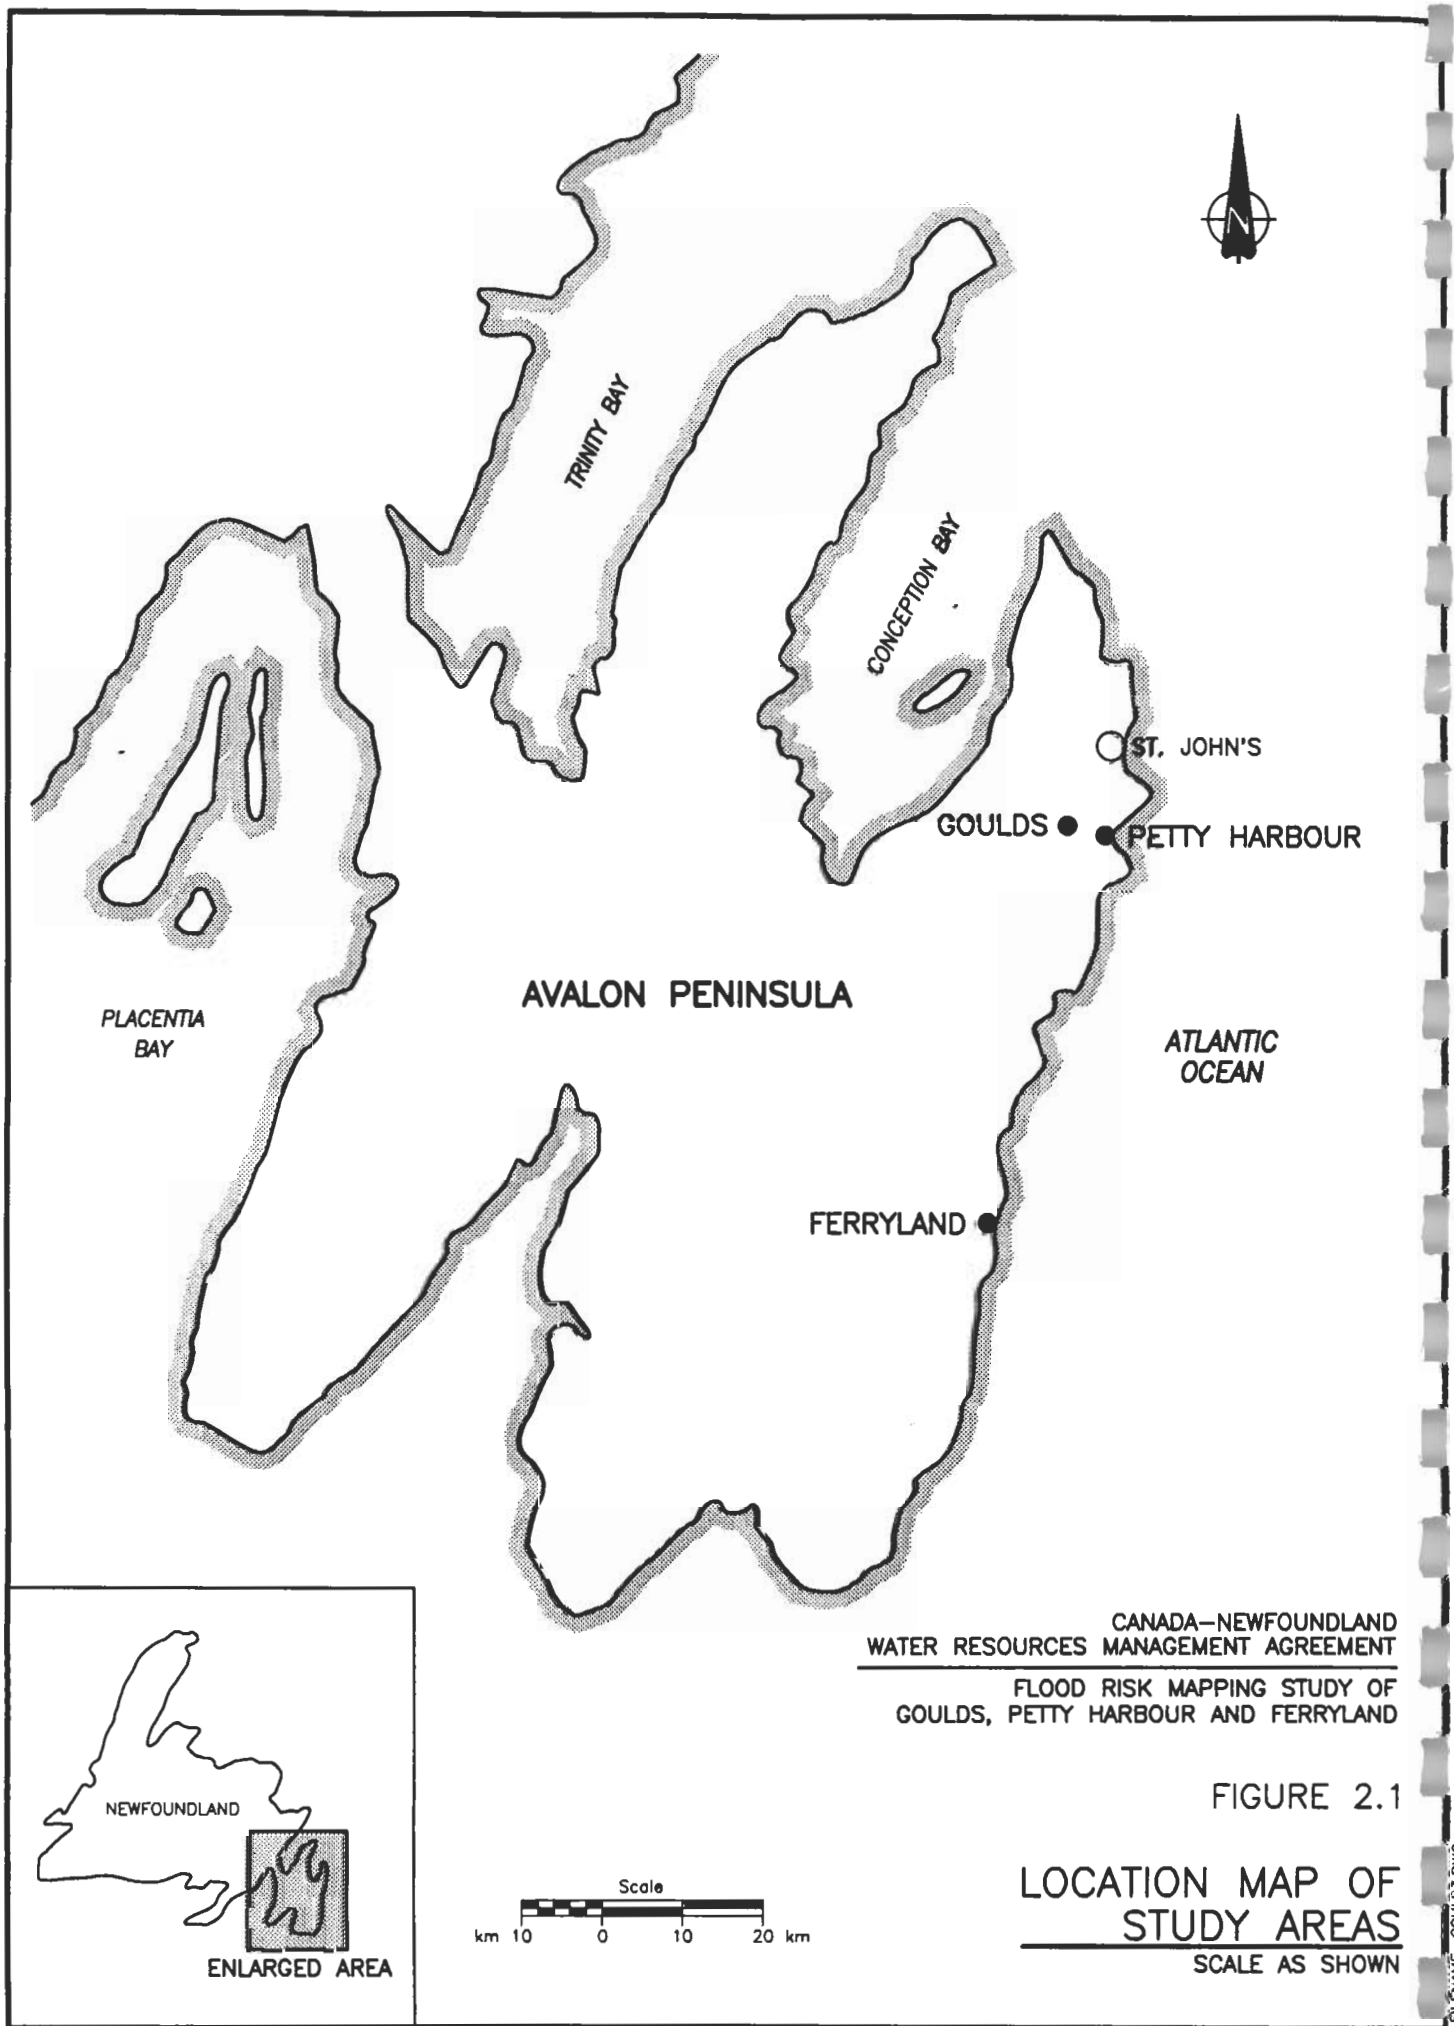 N
TRINITY BAY
CONCEPTION BAY
ST. JOHN'S
GOULDS
PETTY HARBOUR
AVALON PENINSULA
PLACENTIA
BAY
ATLANTIC
OCEAN
FERRYLAND
CANADA–NEWFOUNDLAND
WATER RESOURCES MANAGEMENT AGREEMENT
FLOOD RISK MAPPING STUDY OF
GOULDS, PETTY HARBOUR AND FERRYLAND
FIGURE 2.1
LOCATION MAP OF
STUDY AREAS
SCALE AS SHOWN
NEWFOUNDLAND
ENLARGED AREA
Scale
km 10 0 10 20 km